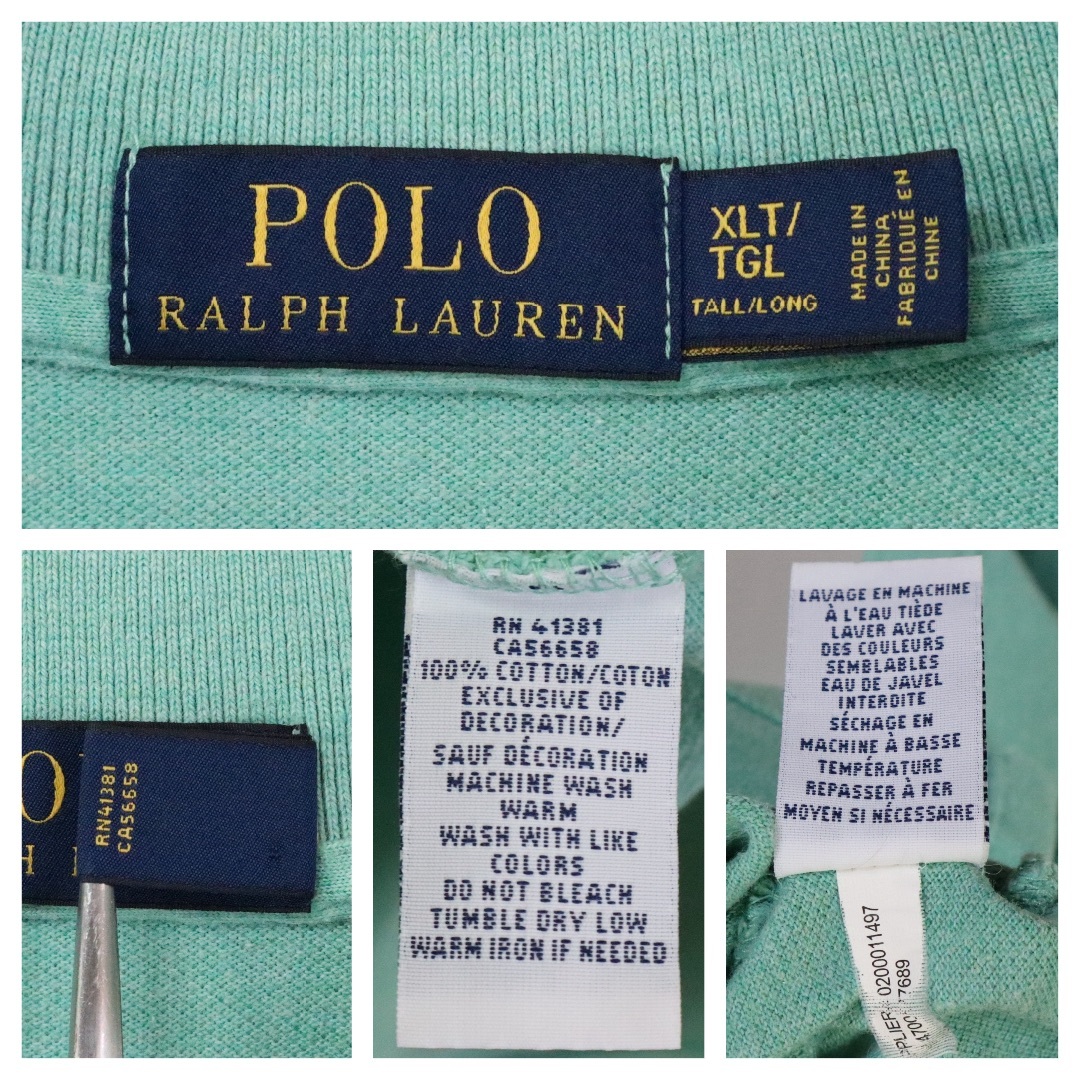 POLO
RALPH LAUREN
XLT/
TGL
TALL/LONG
MADE IN
CHINA
FABRIQUÉ EN
CHINE
RN41381
CA56658
RN 41381
CA56658
100% COTTON/COTON
EXCLUSIVE OF
DECORATION/
SAUF DÉCORATION
MACHINE WASH
WARM
WASH WITH LIKE
COLORS
DO NOT BLEACH
TUMBLE DRY LOW
WARM IRON IF NEEDED
LAVAGE EN MACHINE
À L'EAU TIÈDE
LAVER AVEC
DES COULEURS
SEMBLABLES
EAU DE JAVEL
INTERDITE
SÉCHAGE EN
MACHINE À BASSE
TEMPÉRATURE
REPASSER À FER
MOYEN SI NÉCESSAIRE
0200011497